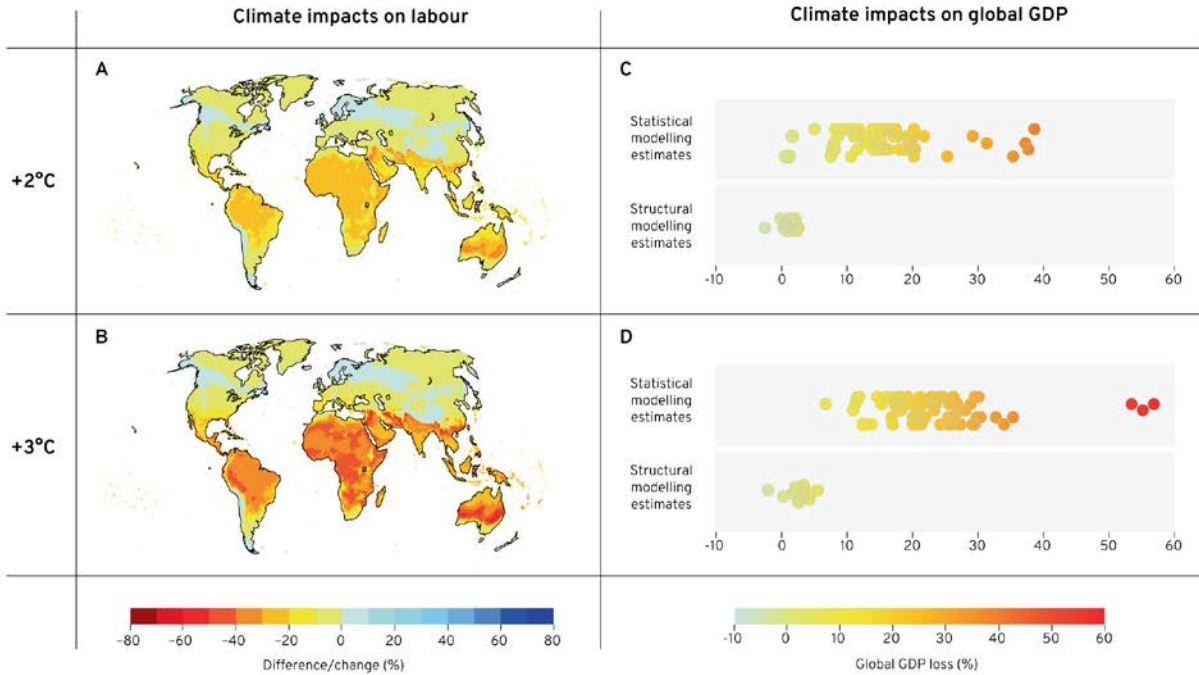 Climate impacts on labour
Climate impacts on global GDP
+2°C
A
C
Statistical
modelling
estimates
Structural
modelling
estimates
-10 0 10 20 30 40 50 60
+3°C
B
D
Statistical
modelling
estimates
Structural
modelling
estimates
-10 0 10 20 30 40 50 60
−80 −60 −40 −20 0 20 40 60 80
Difference/change (%)
-10 0 10 20 30 40 50 60
Global GDP loss (%)